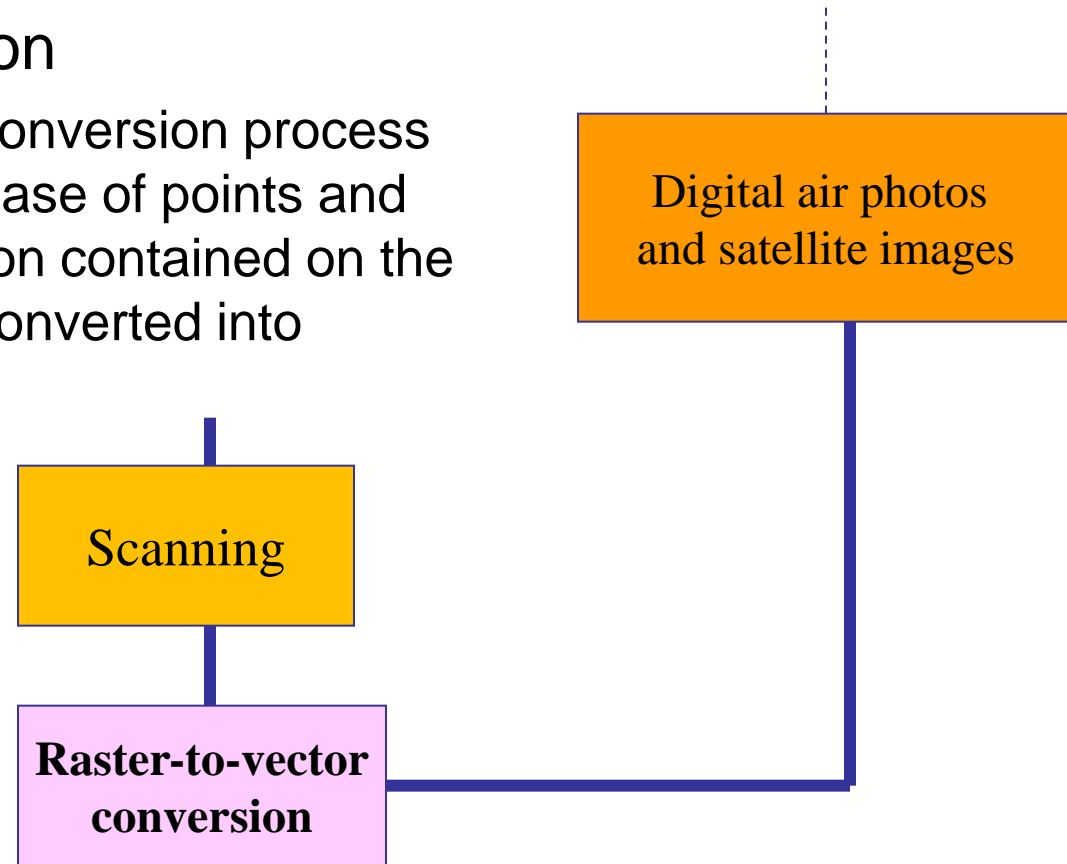 on
onversion process
ase of points and
on contained on the
onverted into
Digital air photos
and satellite images
Scanning
Raster-to-vector
conversion